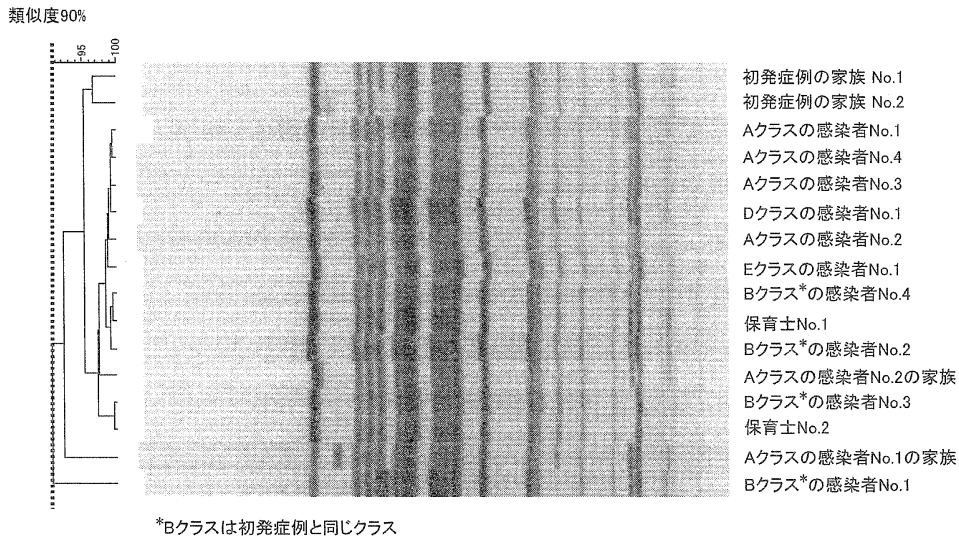 類似度90%
95
100
初発症例の家族 No.1
初発症例の家族 No.2
Aクラスの感染者No.1
Aクラスの感染者No.4
Aクラスの感染者No.3
Dクラスの感染者No.1
Aクラスの感染者No.2
Eクラスの感染者No.1
Bクラス*の感染者No.4
保育士No.1
Bクラス*の感染者No.2
Aクラスの感染者No.2の家族
Bクラス*の感染者No.3
保育士No.2
Aクラスの感染者No.1の家族
Bクラス*の感染者No.1
*Bクラスは初発症例と同じクラス